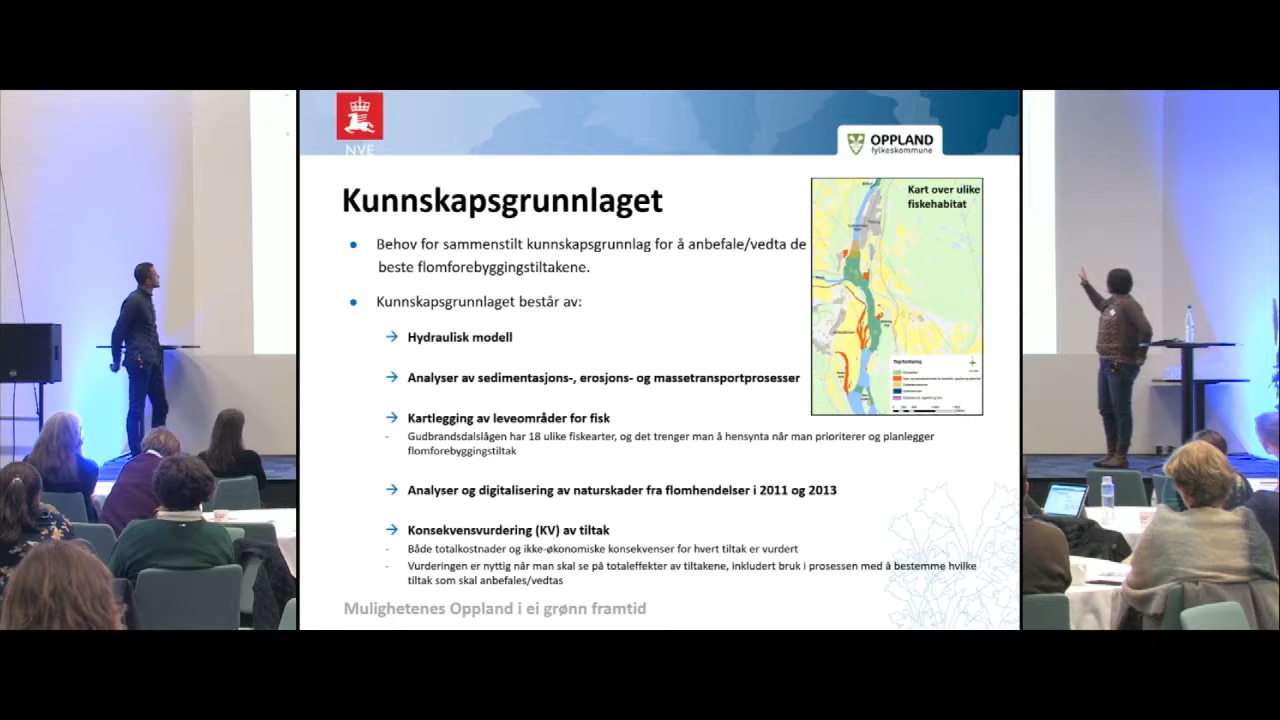 NVE
OPPLAND
fylkeskommune
Kunnskapsgrunnlaget
Kart over ulike
fiskehabitat
● Behov for sammenstilt kunnskapsgrunnlag for å anbefale/vedta de
beste flomforebyggingstiltakene.
● Kunnskapsgrunnlaget består av:
→ Hydraulisk modell
→ Analyser av sedimentasjons-, erosjons- og massetransportprosesser
→ Kartlegging av leveområder for fisk
- Gudbrandsdalslågen har 18 ulike fiskearter, og det trenger man å hensynta når man prioriterer og planlegger
flomforebyggingstiltak
→ Analyser og digitalisering av naturskader fra flomhendelser i 2011 og 2013
→ Konsekvensvurdering (KV) av tiltak
- Både totalkostnader og ikke-økonomiske konsekvenser for hvert tiltak er vurdert
- Vurderingen er nyttig når man skal se på totaleffekter av tiltakene, inkludert bruk i prosessen med å bestemme hvilke
tiltak som skal anbefales/vedtas
Mulighetenes Oppland i ei grønn framtid